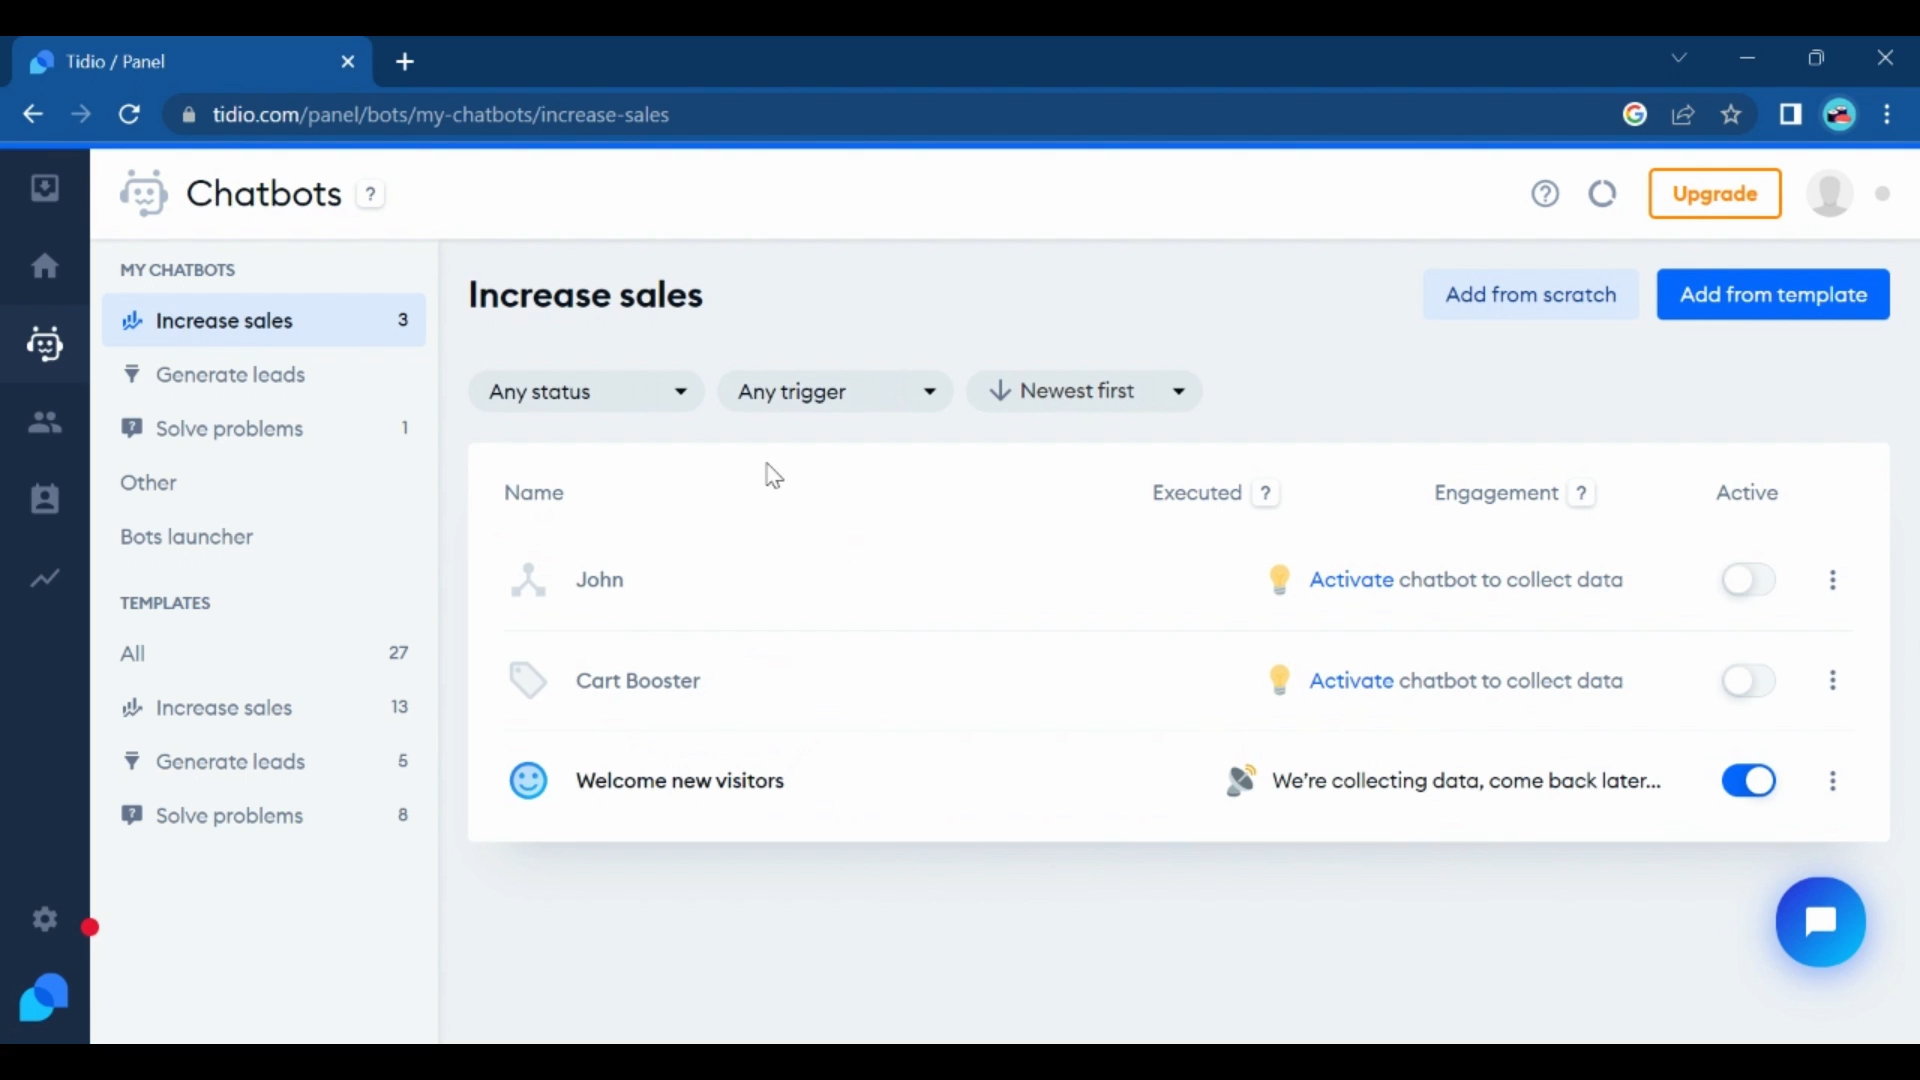 Tidio / Panel
tidio.com/panel/bots/my-chatbots/increase-sales
Chatbots ?
Upgrade
MY CHATBOTS
Increase sales 3
Generate leads
Solve problems 1
Other
Bots launcher
TEMPLATES
All 27
Increase sales 13
Generate leads 5
Solve problems 8
Increase sales
Add from scratch
Add from template
Any status
Any trigger
Newest first
Name Executed ? Engagement ? Active
John Activate chatbot to collect data
Cart Booster Activate chatbot to collect data
Welcome new visitors We're collecting data, come back later...